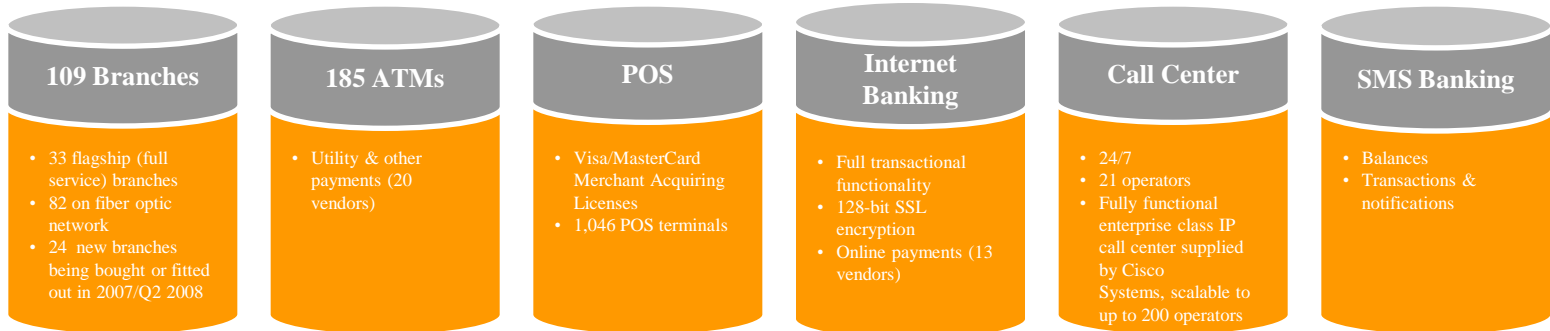 109 Branches
• 33 flagship (full
service) branches
• 82 on fiber optic
network
• 24 new branches
being bought or fitted
out in 2007/Q2 2008
185 ATMs
• Utility & other
payments (20
vendors)
POS
• Visa/MasterCard
Merchant Acquiring
Licenses
• 1,046 POS terminals
Internet
Banking
• Full transactional
functionality
• 128-bit SSL
encryption
• Online payments (13
vendors)
Call Center
• 24/7
• 21 operators
• Fully functional
enterprise class IP
call center supplied
by Cisco
Systems, scalable to
up to 200 operators
SMS Banking
• Balances
• Transactions &
notifications